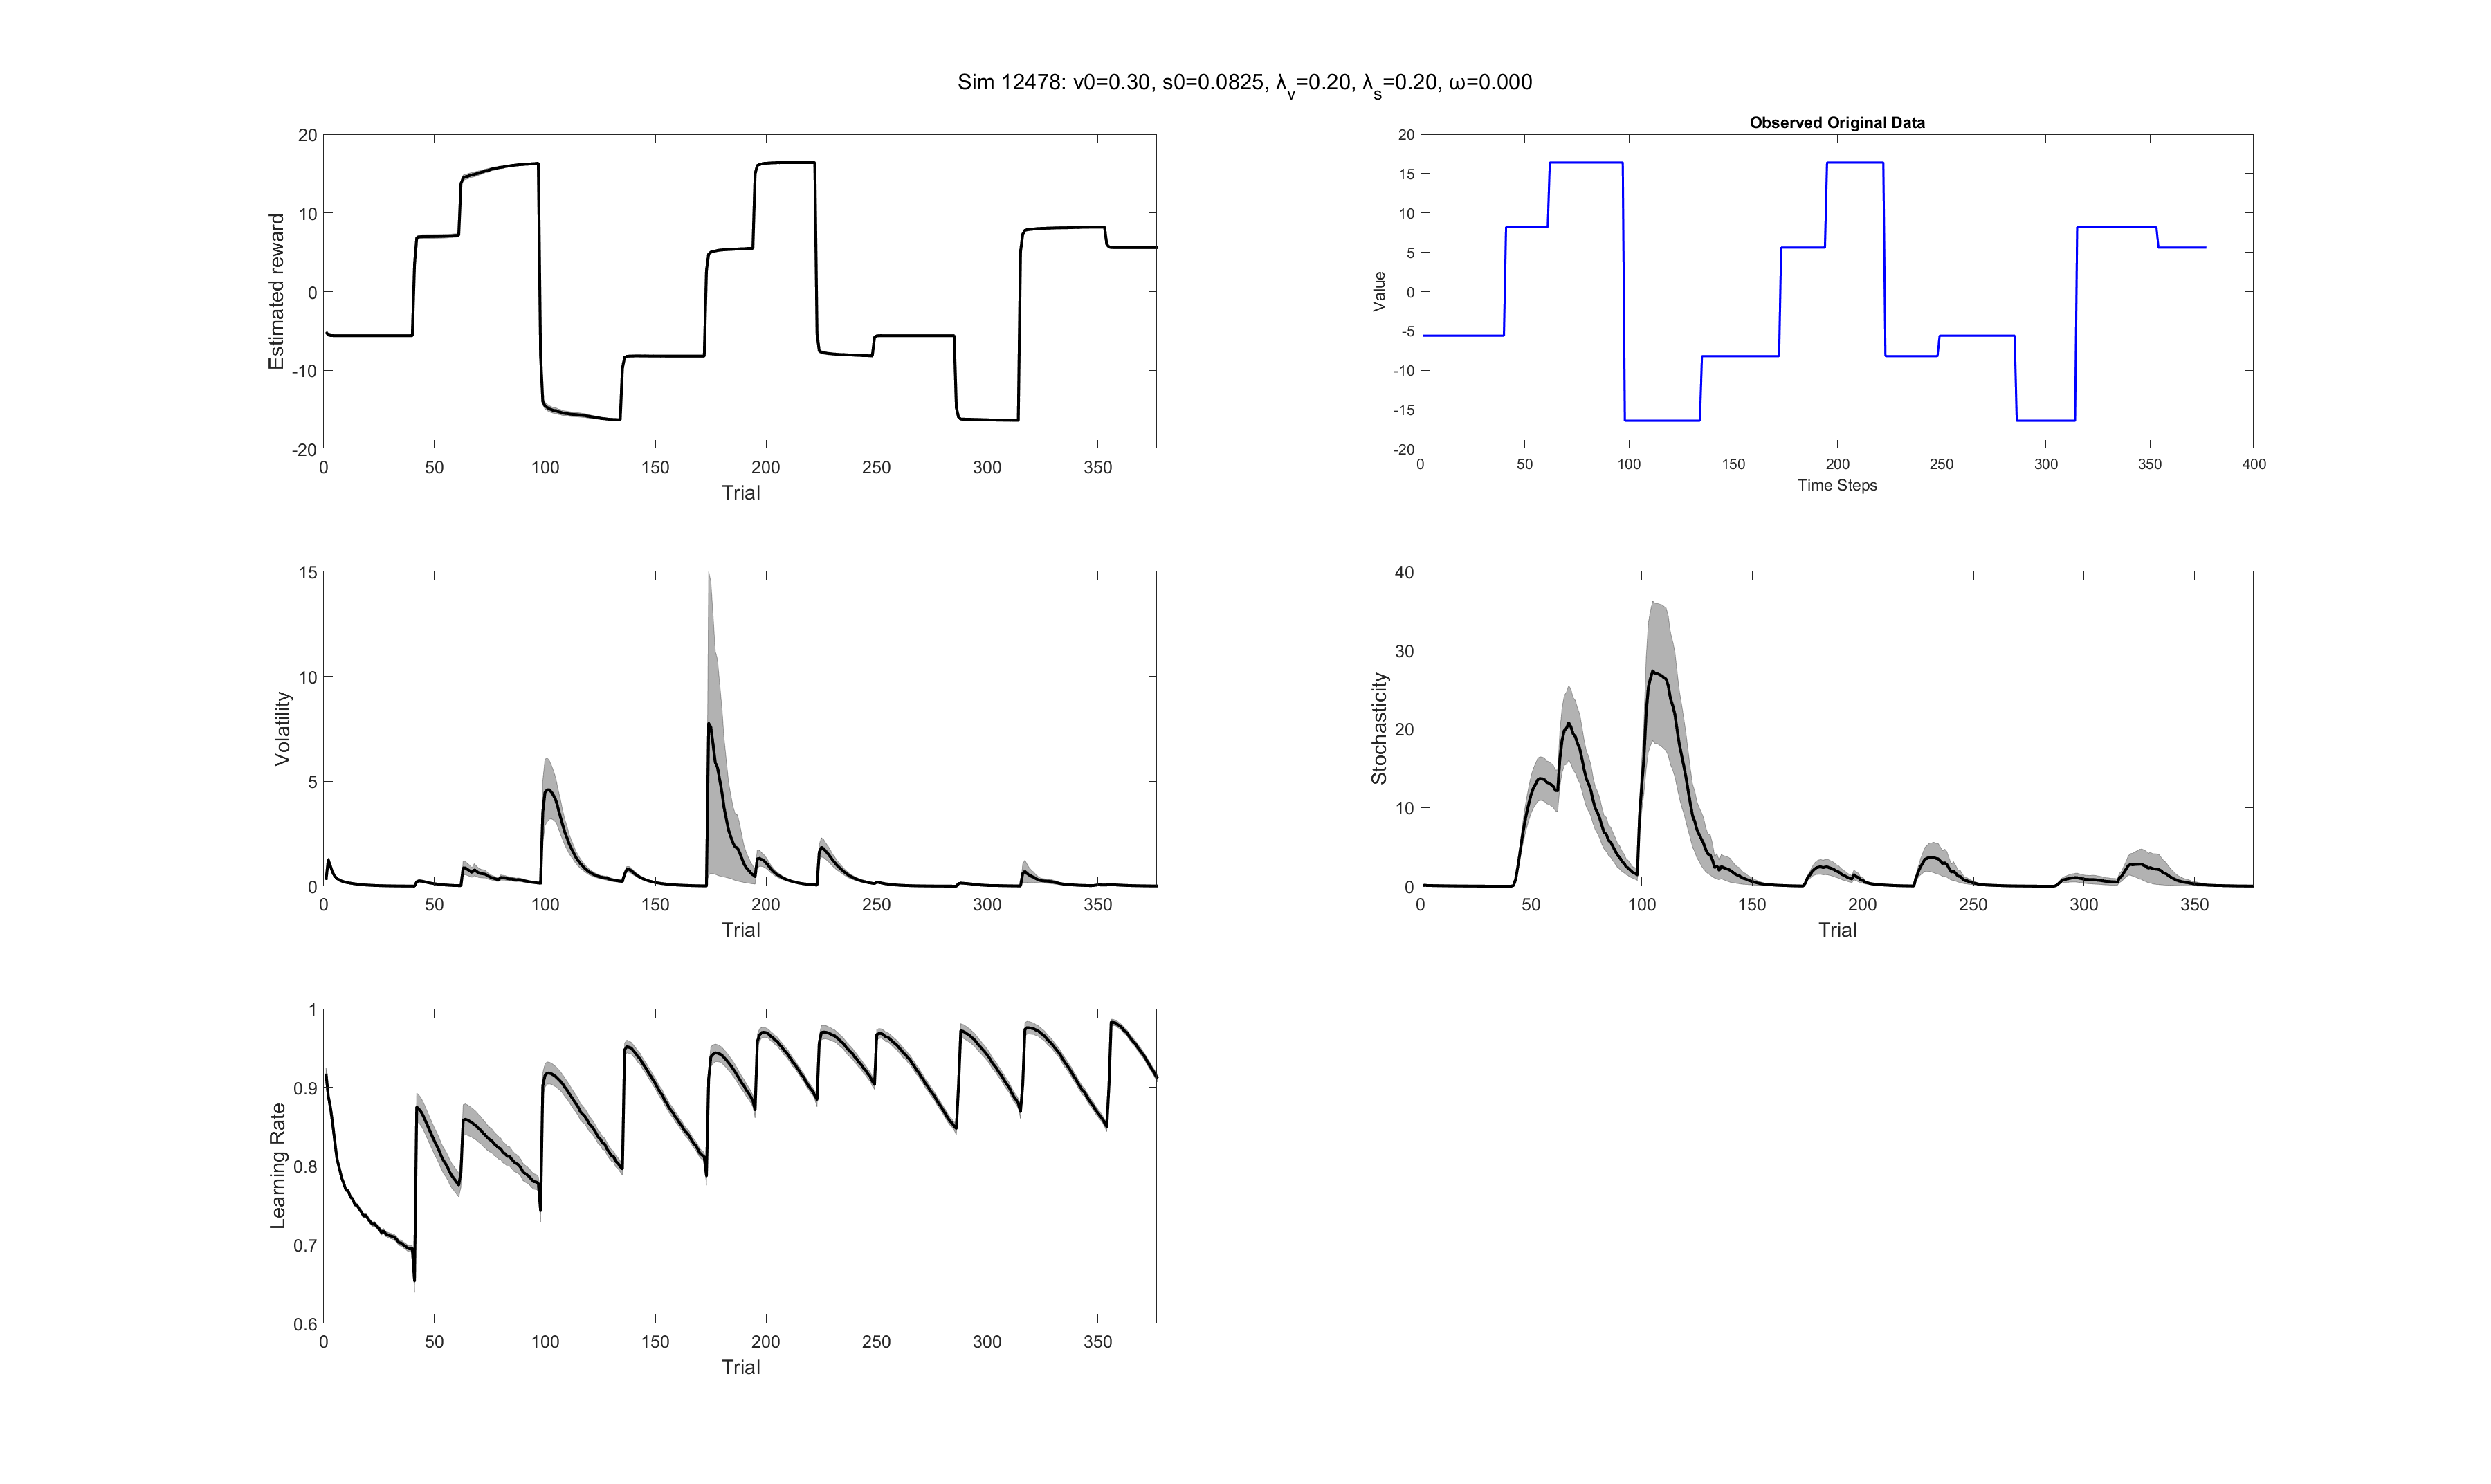 Sim 12478: v0=0.30, s0=0.0825, λv=0.20, λs=0.20, ω=0.000
20
10
0
-10
-20
Estimated reward
0 50 100 150 200 250 300 350
Trial
Observed Original Data
20
15
10
5
0
-5
-10
-15
-20
Value
0 50 100 150 200 250 300 350 400
Time Steps
15
10
5
0
Volatility
0 50 100 150 200 250 300 350
Trial
40
30
20
10
0
Stochasticity
0 50 100 150 200 250 300 350
Trial
1
0.9
0.8
0.7
0.6
Learning Rate
0 50 100 150 200 250 300 350
Trial